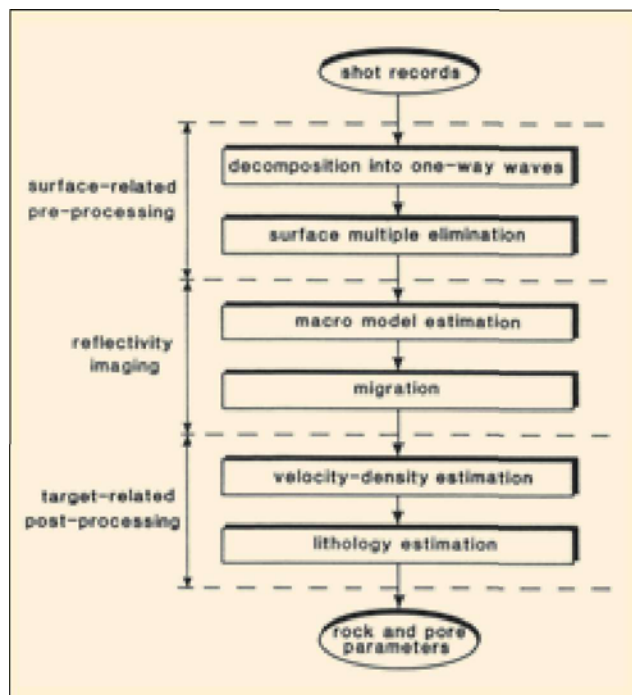 shot records
decomposition into one-way waves
surface-related
pre-processing
surface multiple elimination
macro model estimation
reflectivity
imaging
migration
velocity-density estimation
target-related
post-processing
lithology estimation
rock and pore
parameters